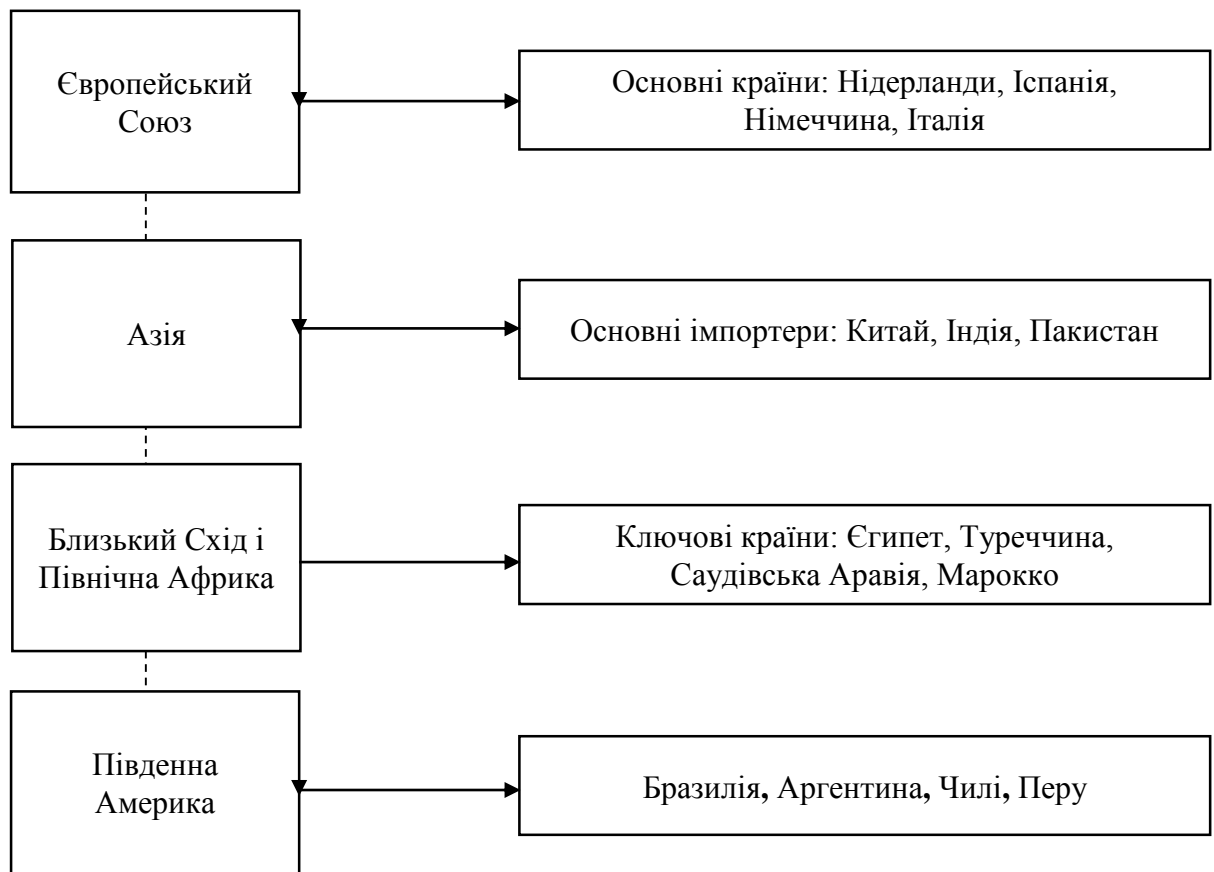 Європейський
Союз
Основні країни: Нідерланди, Іспанія,
Німеччина, Італія
Азія
Основні імпортери: Китай, Індія, Пакистан
Близький Схід і
Північна Африка
Ключові країни: Єгипет, Туреччина,
Саудівська Аравія, Марокко
Південна
Америка
Бразилія, Аргентина, Чилі, Перу